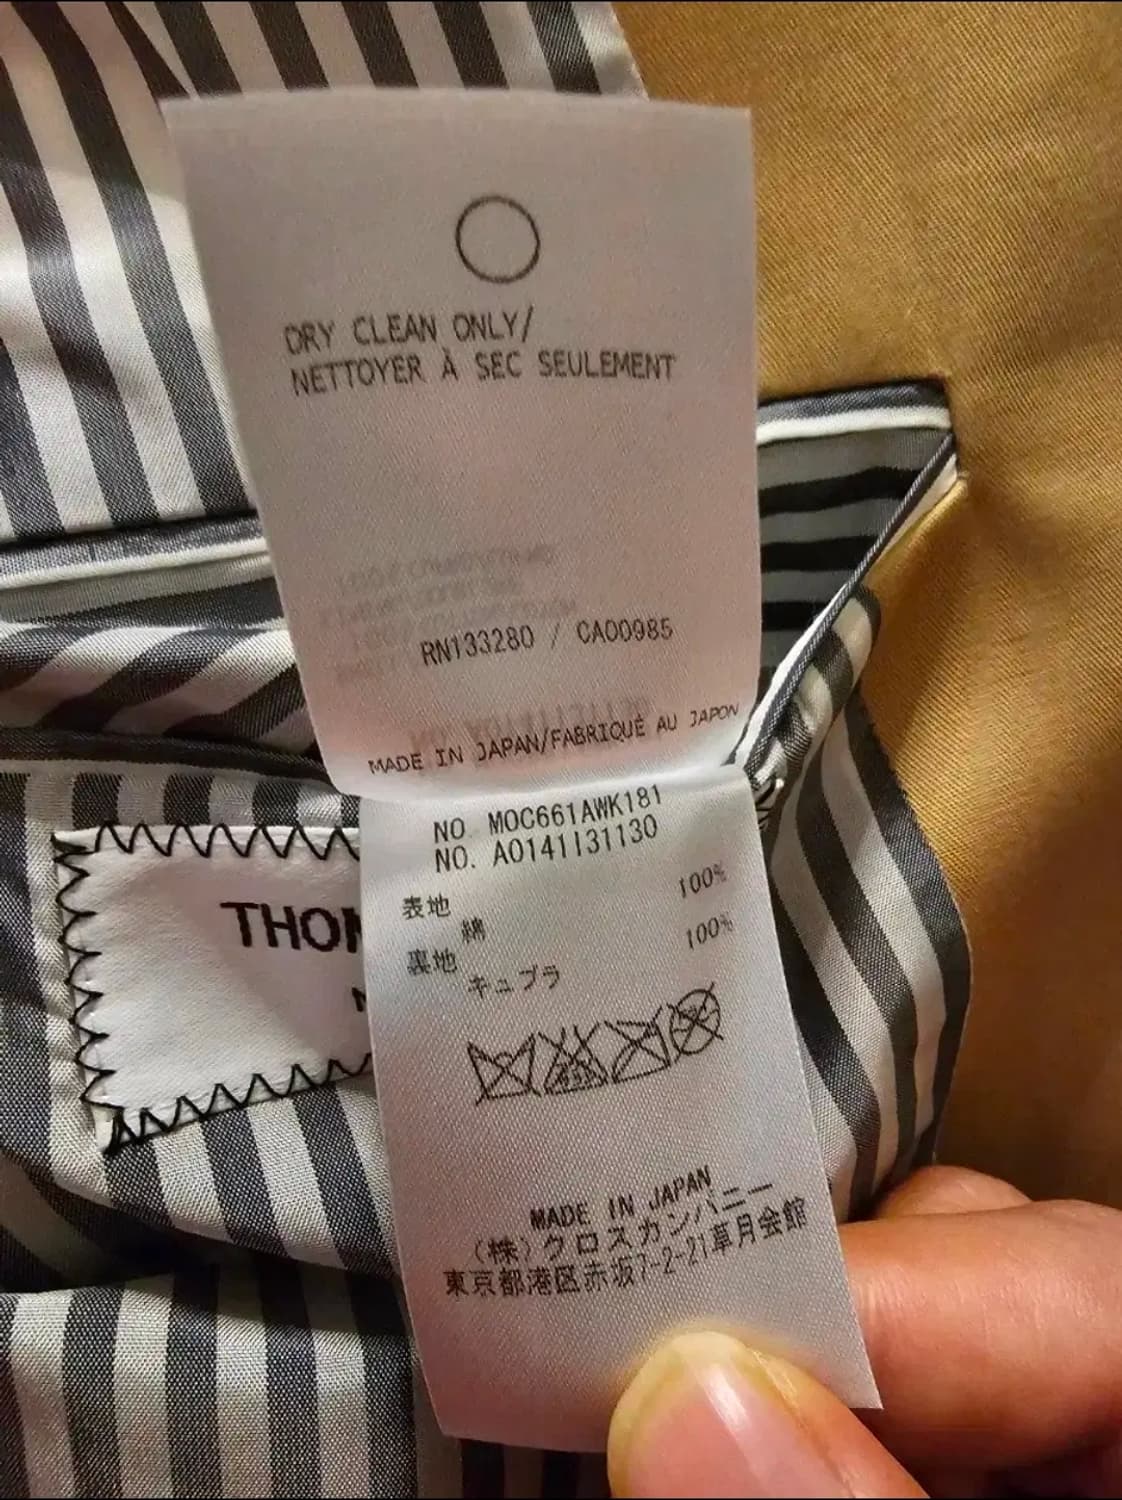 DRY CLEAN ONLY/
NETTOYER À SEC SEULEMENT
RN133280 / CA00985
MADE IN JAPAN/FABRIQUÉ AU JAPON
NO. MOC661AWK181
NO. A0141131130
表地 100%
綿
裏地 100%
キュプラ
THOM
MADE IN JAPAN
(株)クロスカンパニー
東京都港区赤坂7-2-21草月会館